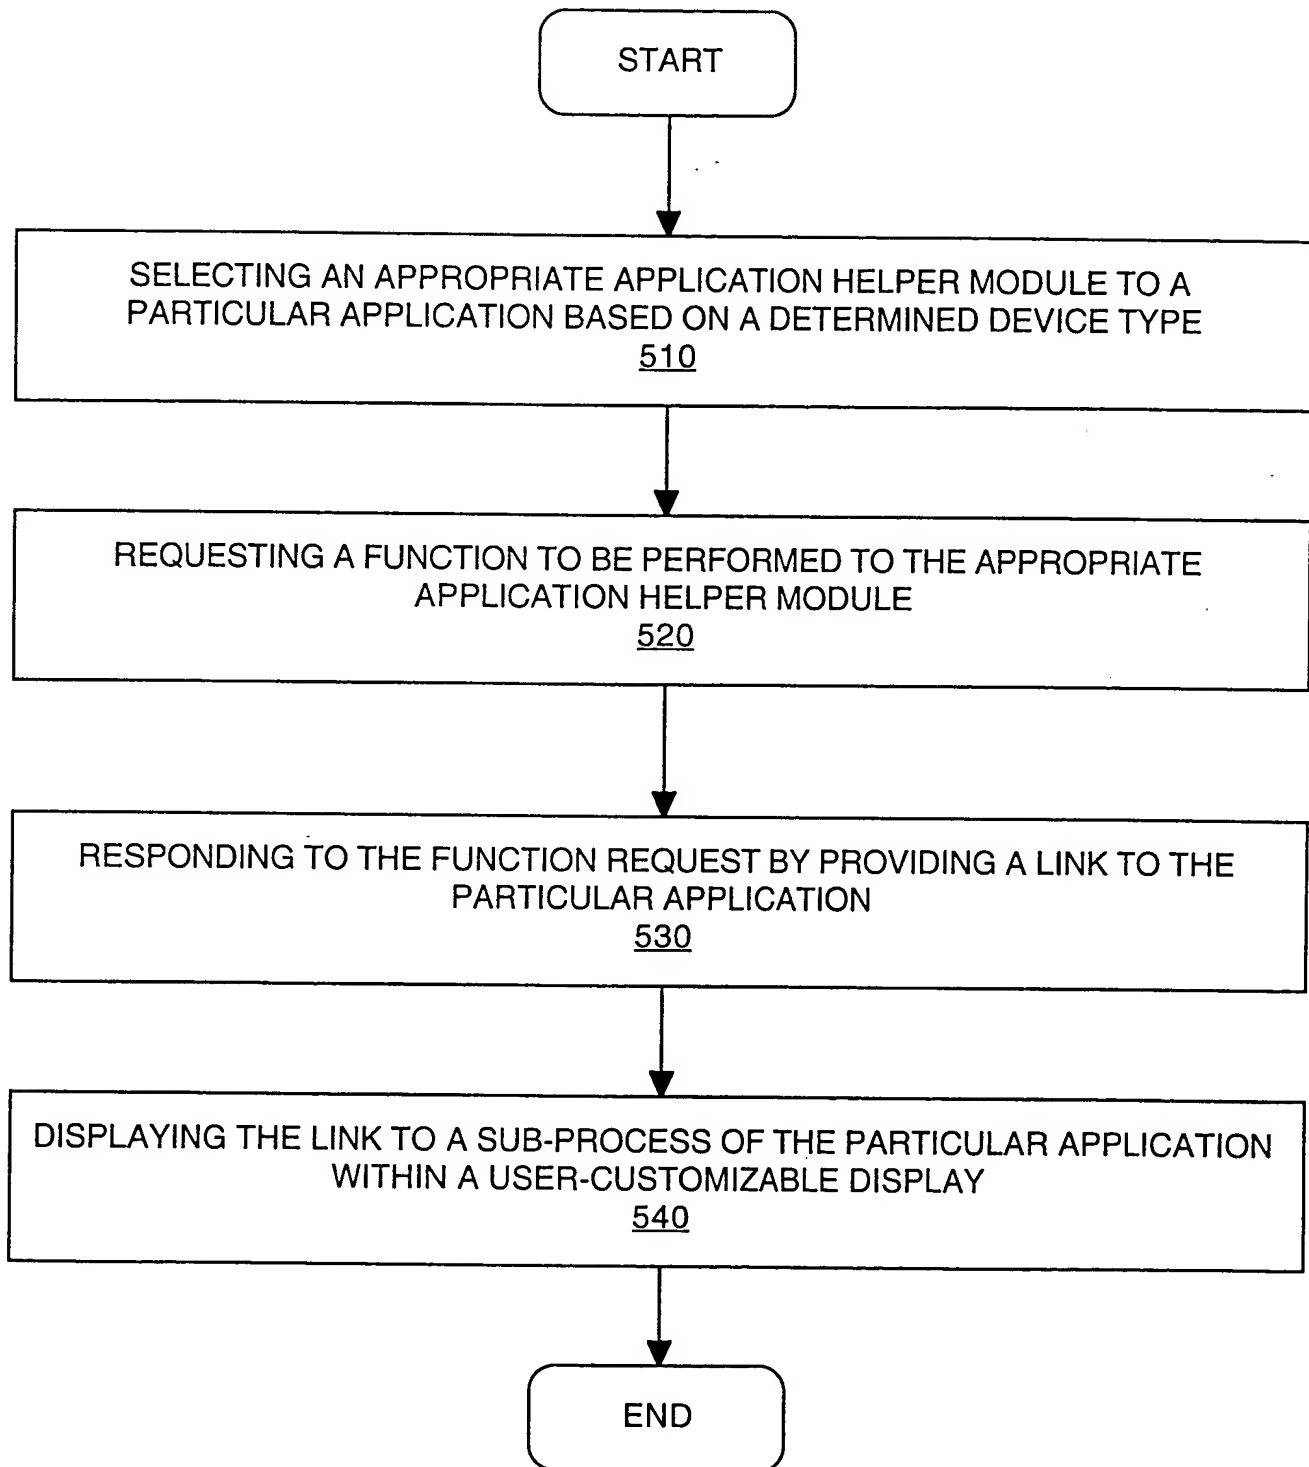 START
SELECTING AN APPROPRIATE APPLICATION HELPER MODULE TO A
PARTICULAR APPLICATION BASED ON A DETERMINED DEVICE TYPE
510
REQUESTING A FUNCTION TO BE PERFORMED TO THE APPROPRIATE
APPLICATION HELPER MODULE
520
RESPONDING TO THE FUNCTION REQUEST BY PROVIDING A LINK TO THE
PARTICULAR APPLICATION
530
DISPLAYING THE LINK TO A SUB-PROCESS OF THE PARTICULAR APPLICATION
WITHIN A USER-CUSTOMIZABLE DISPLAY
540
END